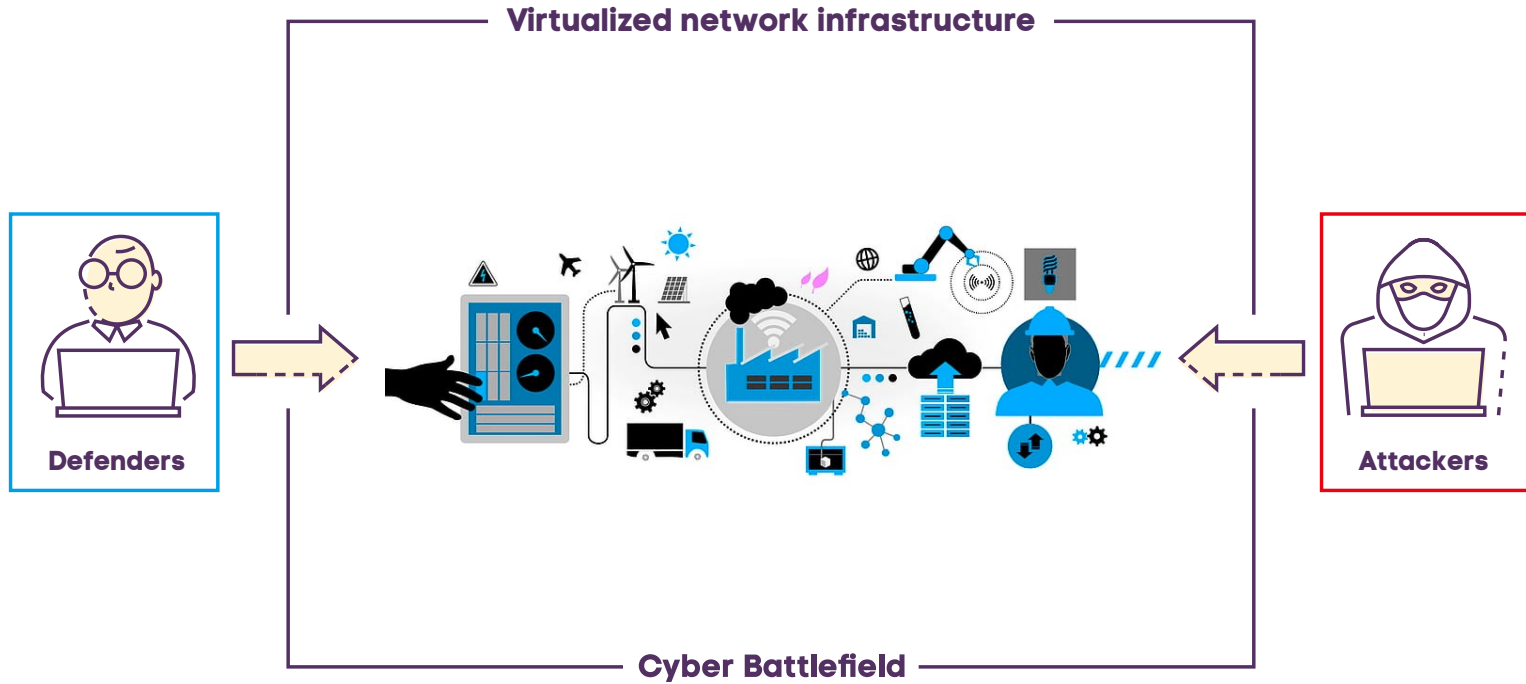 Virtualized network infrastructure
Defenders
Attackers
Cyber Battlefield